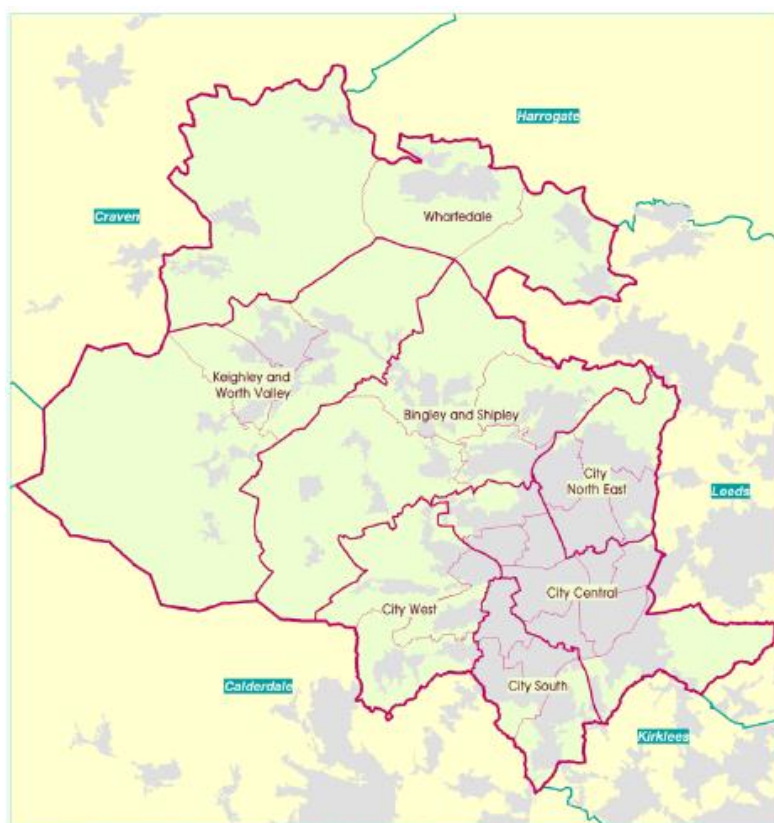 Harrogate
Craven
Wharfedale
Keighley and
Worth Valley
Bingley and Shipley
City
North East
Leeds
City Central
City West
City South
Calderdale
Kirklees